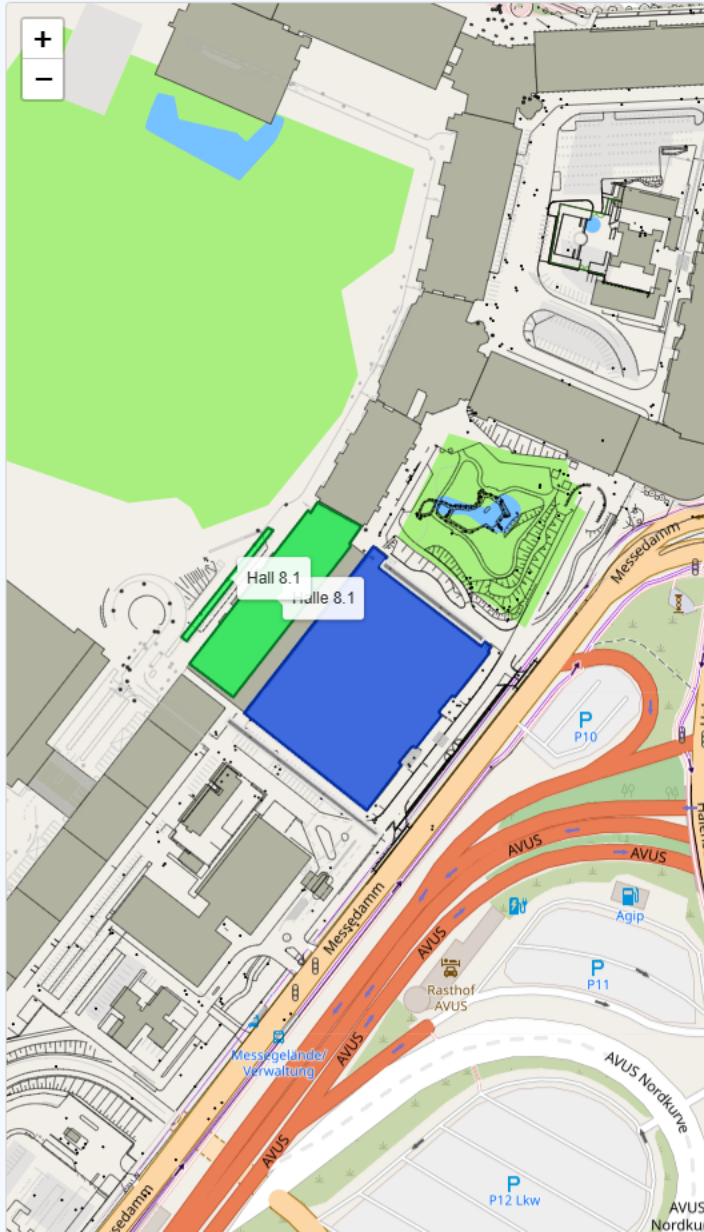 +
−
Messedamm
Hall 8.1
Halle 8.1
P
P10
AVUS
AVUS
Agip
Messedamm
AVUS
P
P11
Rasthof
AVUS
AVUS
Messegelände/
Verwaltung
AVUS Nordkurve
AVUS
P
P12 Lkw
AVUS